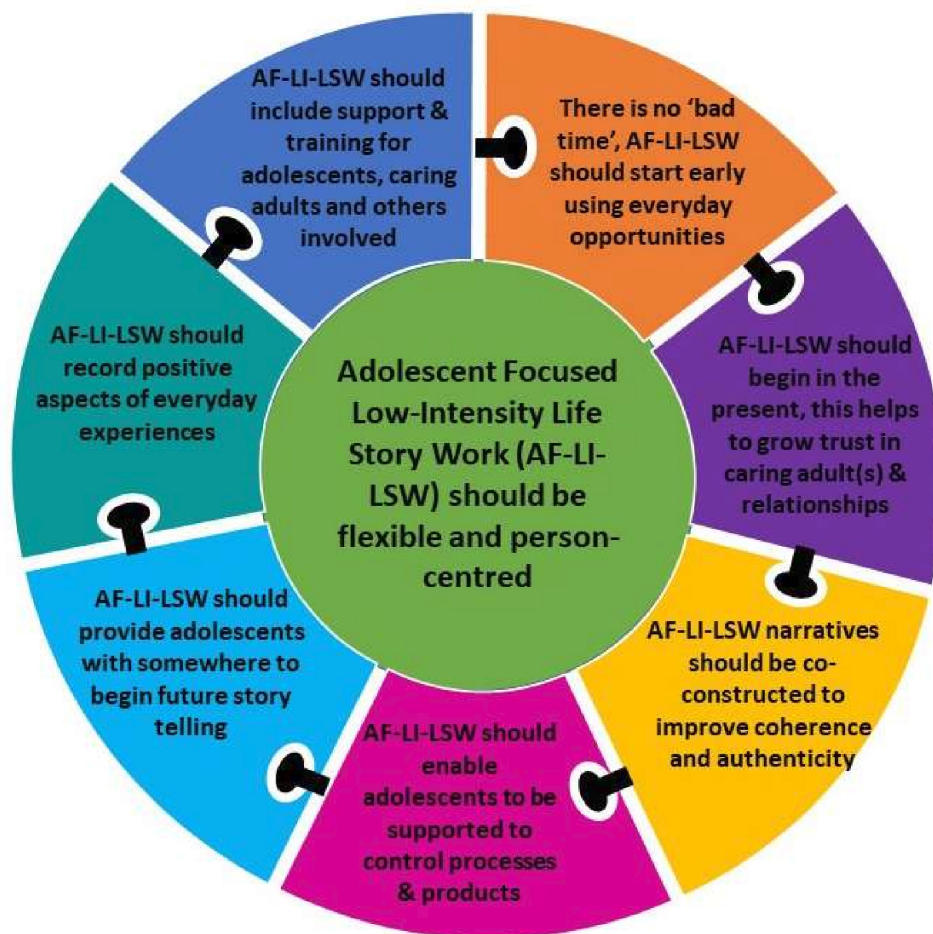 AF-LI-LSW should
include support &
training for
adolescents, caring
adults and others
involved
There is no ‘bad
time’, AF-LI-LSW
should start early
using everyday
opportunities
AF-LI-LSW should
begin in the
present, this helps
to grow trust in
caring adult(s) &
relationships
AF-LI-LSW narratives
should be co-
constructed to
improve coherence
and authenticity
AF-LI-LSW should
enable
adolescents to be
supported to
control processes
& products
AF-LI-LSW should
provide adolescents
with somewhere to
begin future story
telling
AF-LI-LSW should
record positive
aspects of everyday
experiences
Adolescent Focused
Low-Intensity Life
Story Work (AF-LI-
LSW) should be
flexible and person-
centred